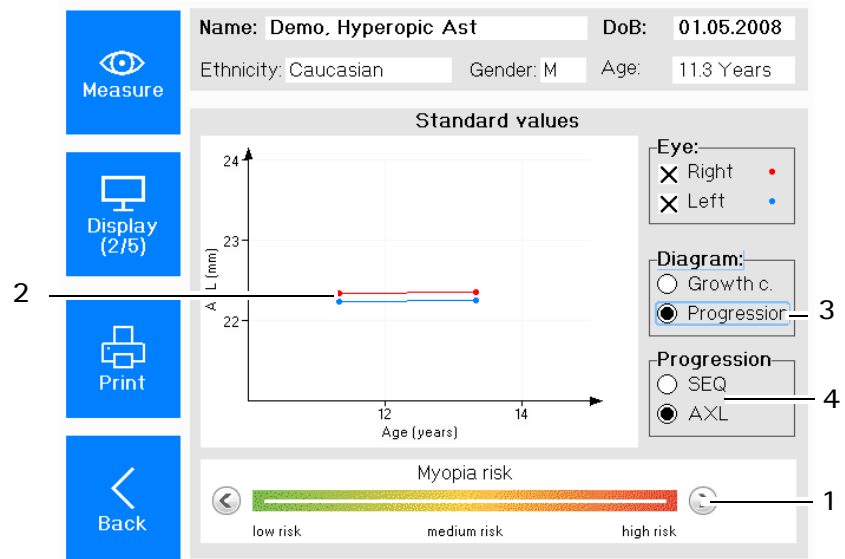 Name: Demo, Hyperopic Ast
DoB: 01.05.2008
Ethnicity: Caucasian
Gender: M
Age: 11.3 Years
Measure
Display
(2/5)
Print
Back
Standard values
24
23
22
L (mm)
A
12
14
Age (years)
Eye:
Right
Left
Diagram:
Growth c.
Progression
Progression
SEQ
AXL
Myopia risk
low risk
medium risk
high risk
2
3
4
1